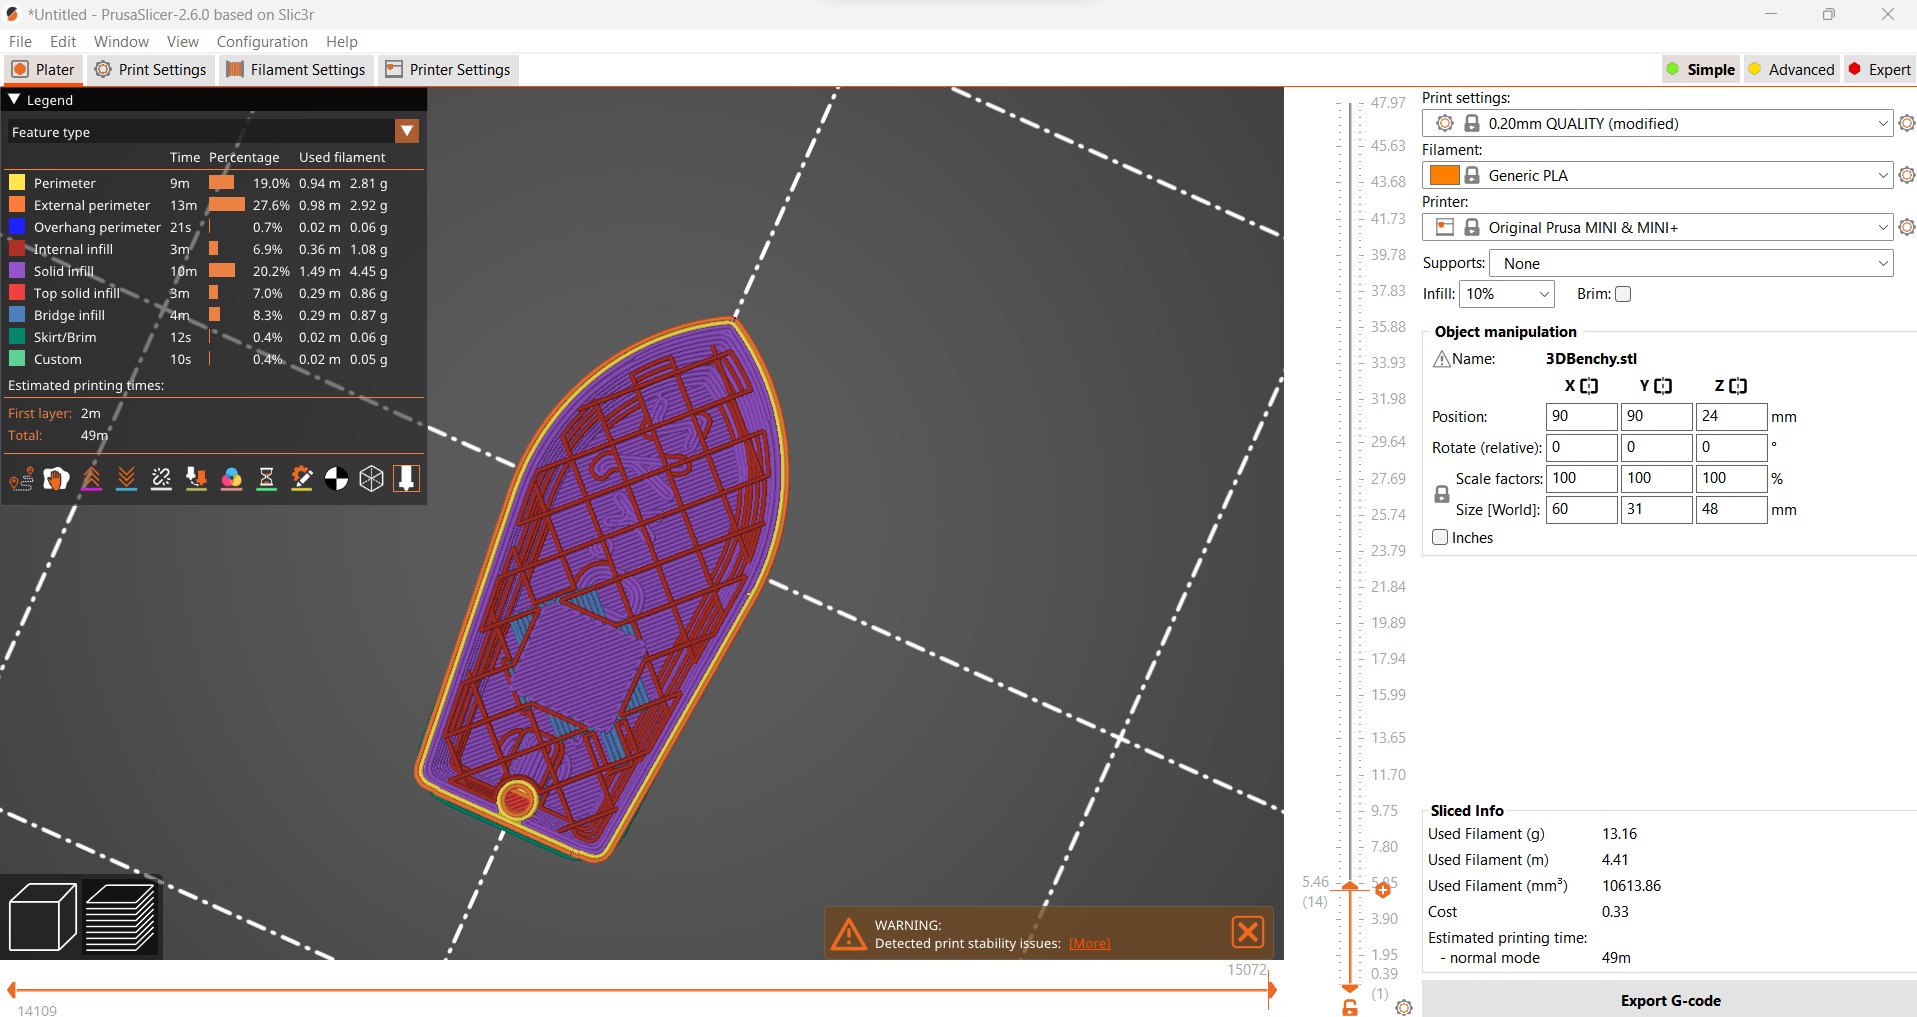 *Untitled - PrusaSlicer-2.6.0 based on Slic3r
File Edit Window View Configuration Help
Plater Print Settings Filament Settings Printer Settings Simple Advanced Expert
Legend
Feature type
Time Percentage Used filament
Perimeter 9m 19.0% 0.94 m 2.81 g
External perimeter 13m 27.6% 0.98 m 2.92 g
Overhang perimeter 21s 0.7% 0.02 m 0.06 g
Internal infill 3m 6.9% 0.36 m 1.08 g
Solid infill 10m 20.2% 1.49 m 4.45 g
Top solid infill 3m 7.0% 0.29 m 0.86 g
Bridge infill 4m 8.3% 0.29 m 0.87 g
Skirt/Brim 12s 0.4% 0.02 m 0.06 g
Custom 10s 0.4% 0.02 m 0.05 g
Estimated printing times:
First layer: 2m
Total: 49m
WARNING:
Detected print stability issues: [More]
15072
14109
47.97
45.63
43.68
41.73
39.78
37.83
35.88
33.93
31.98
29.64
27.69
25.74
23.79
21.84
19.89
17.94
15.99
13.65
11.70
9.75
7.80
5.46
(14)
3.90
1.95
0.39
(1)
Print settings:
0.20mm QUALITY (modified)
Filament:
Generic PLA
Printer:
Original Prusa MINI & MINI+
Supports: None
Infill: 10% Brim:
Object manipulation
Name: 3DBenchy.stl
X Y Z
Position: 90 90 24 mm
Rotate (relative): 0 0 0 °
Scale factors: 100 100 100 %
Size [World]: 60 31 48 mm
Inches
Sliced Info
Used Filament (g) 13.16
Used Filament (m) 4.41
Used Filament (mm³) 10613.86
Cost 0.33
Estimated printing time:
- normal mode 49m
Export G-code